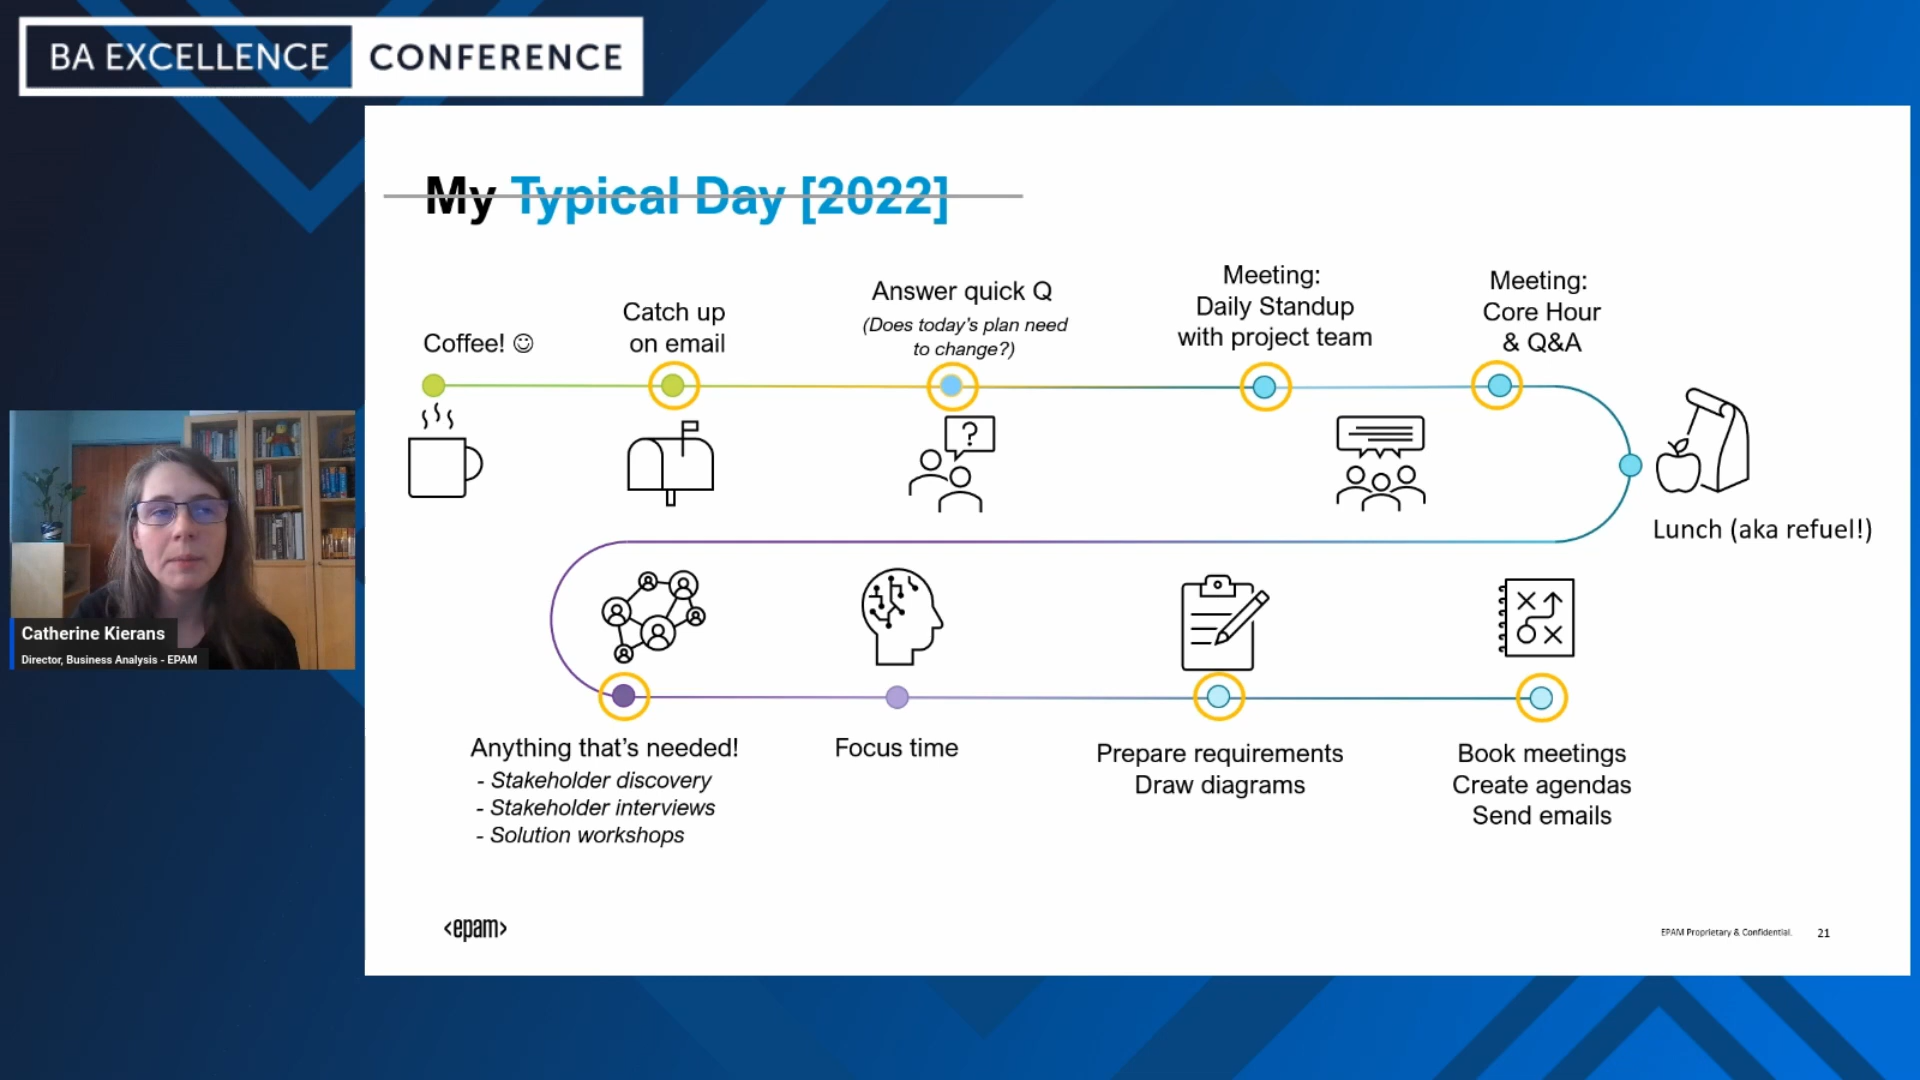 BA EXCELLENCE CONFERENCE
My Typical Day [2022]
Coffee! ☺
Catch up
on email
Answer quick Q
(Does today's plan need
to change?)
Meeting:
Daily Standup
with project team
Meeting:
Core Hour
& Q&A
?
Lunch (aka refuel!)
Anything that's needed!
- Stakeholder discovery
- Stakeholder interviews
- Solution workshops
Focus time
Prepare requirements
Draw diagrams
Book meetings
Create agendas
Send emails
Catherine Kierans
Director, Business Analysis - EPAM
<epam>
EPAM Proprietary & Confidential.
21